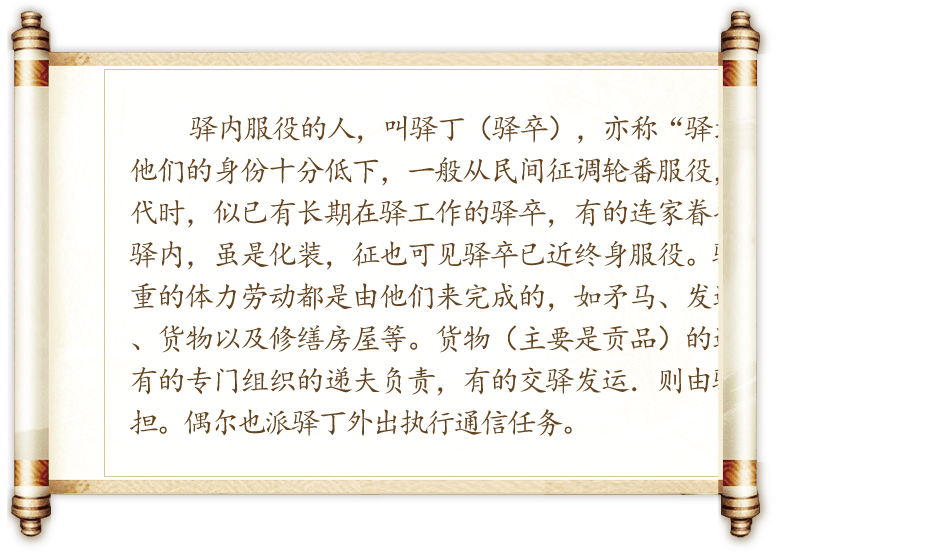 驿内服役的人，叫驿丁（驿卒），亦称“驿
他们的身份十分低下，一般从民间征调轮番服役，
代时，似已有长期在驿工作的驿卒，有的连家眷
驿内，虽是化装，征也可见驿卒已近终身服役。
重的体力劳动都是由他们来完成的，如矛马、发
、货物以及修缮房屋等。货物（主要是贡品）的
有的专门组织的递夫负责，有的交驿发运．则由
担。偶尔也派驿丁外出执行通信任务。